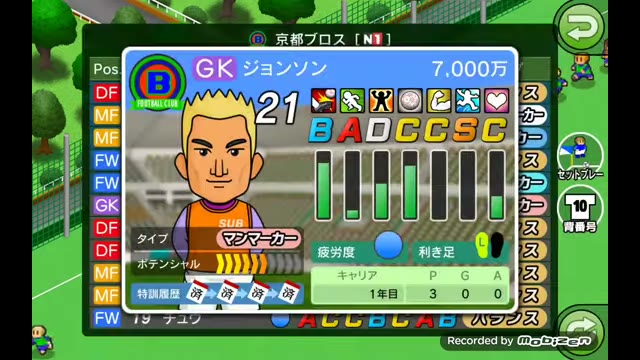 京都ブロス [N1]
Pos.
GK ジョンソン 7,000万
B
FOOTBALL CLUB
21
B A D C C S C
DF
MF カー
MF
FW ス
FW カー
GK カー
DF
DF ス
MF ス
MF ス
SUB
タイプ マンマーカー
ポテンシャル
特訓履歴 済 済 済 済
疲労度 利き足 L
キャリア P G A
1年目 3 0 0
FW 19 テュウ A C C B C A B バランス
セットプレー
10
背番号
Recorded by Mobizen